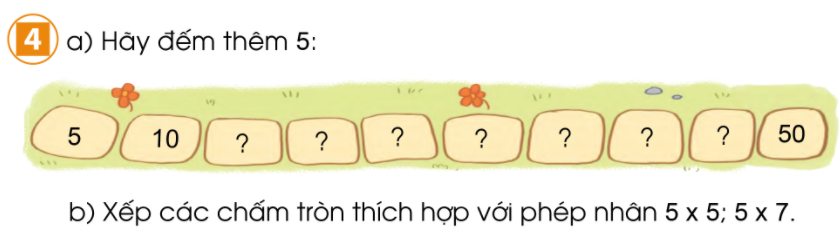 4 a) Hãy đếm thêm 5:
5 10 ? ? ? ? ? ? ? 50
b) Xếp các chấm tròn thích hợp với phép nhân 5 x 5; 5 x 7.